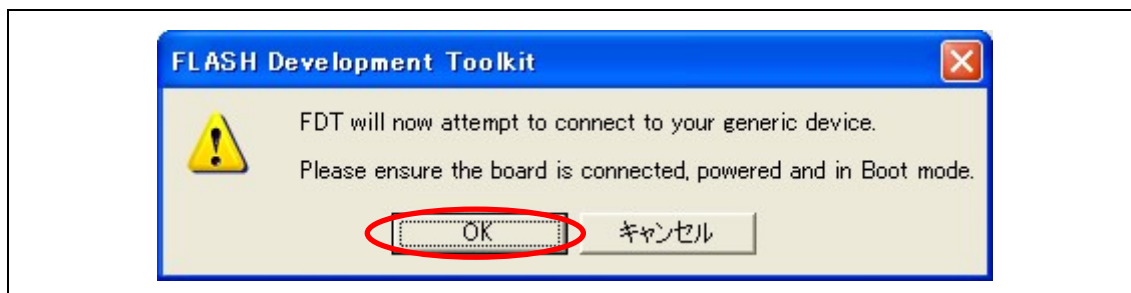 FLASH Development Toolkit
FDT will now attempt to connect to your generic device.
Please ensure the board is connected, powered and in Boot mode.
OK
キャンセル